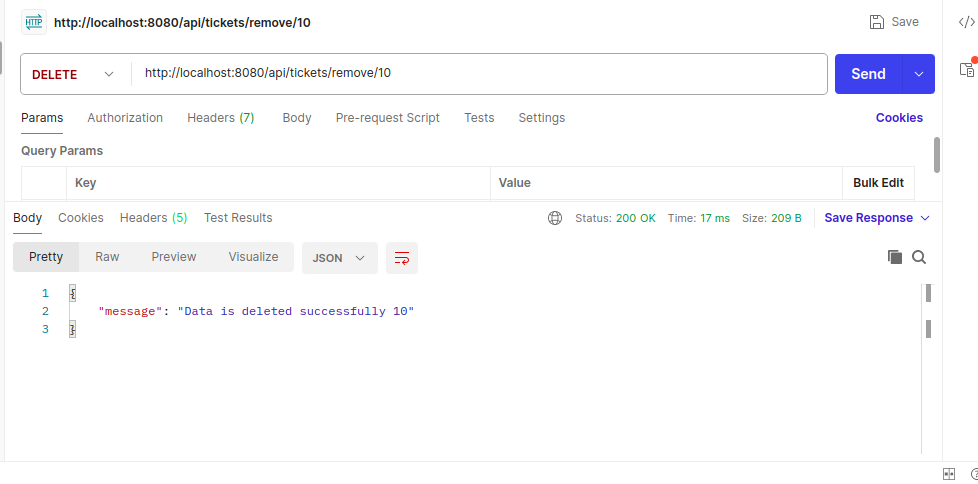 HTTP http://localhost:8080/api/tickets/remove/10 Save
DELETE http://localhost:8080/api/tickets/remove/10 Send
Params Authorization Headers (7) Body Pre-request Script Tests Settings Cookies
Query Params
Key Value Bulk Edit
Body Cookies Headers (5) Test Results Status: 200 OK Time: 17 ms Size: 209 B Save Response
Pretty Raw Preview Visualize JSON
1 {
2 "message": "Data is deleted successfully 10"
3 }